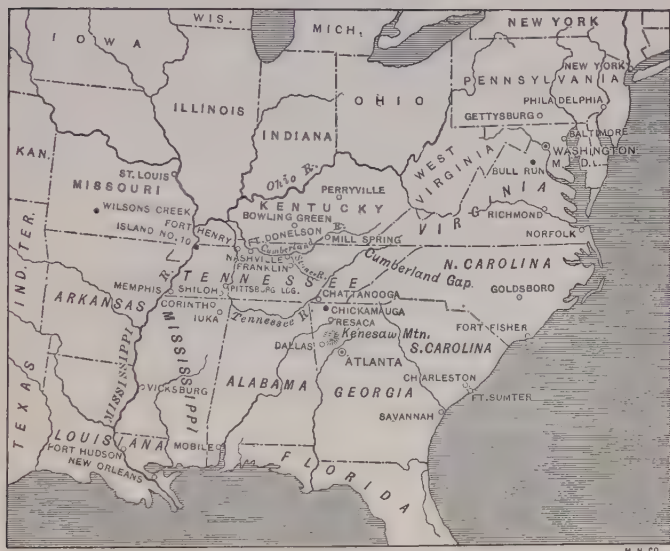 WIS.
MICH.
NEW YORK
IOWA
NEW YORK
PENNSYLVANIA
PHILADELPHIA
OHIO
GETTYSBURG
ILLINOIS
INDIANA
BALTIMORE
WASHINGTON
WEST
VIRGINIA
M. D.
BULL RUN
KAN.
Ohio R.
ST. LOUIS
MISSOURI
PERRYVILLE
KENTUCKY
VIRGINIA
WILSONS CREEK
BOWLING GREEN
RICHMOND
FORT
HENRY
FT. DONELSON
MILL SPRING
NORFOLK
ISLAND NO. 10
Cumberland R.
IND. TER.
NASHVILLE
FRANKLIN
Stone R.
Cumberland Gap.
N. CAROLINA
TENNESSEE
GOLDSBORO
MEMPHIS
SHILOH
PITTSBURG LLG.
CHATTANOOGA
ARKANSAS
CORINTH
CHICKAMAUGA
IUKA
Tennessee R.
RESACA
FORT FISHER
DALLAS
Kenesaw Mtn.
S. CAROLINA
ATLANTA
MISSISSIPPI R.
MISSISSIPPI
ALABAMA
GEORGIA
CHARLESTON
FT. SUMTER
TEXAS
VICKSBURG
SAVANNAH
LOUISIANA
MOBILE
FORT HUDSON
NEW ORLEANS
FLORIDA